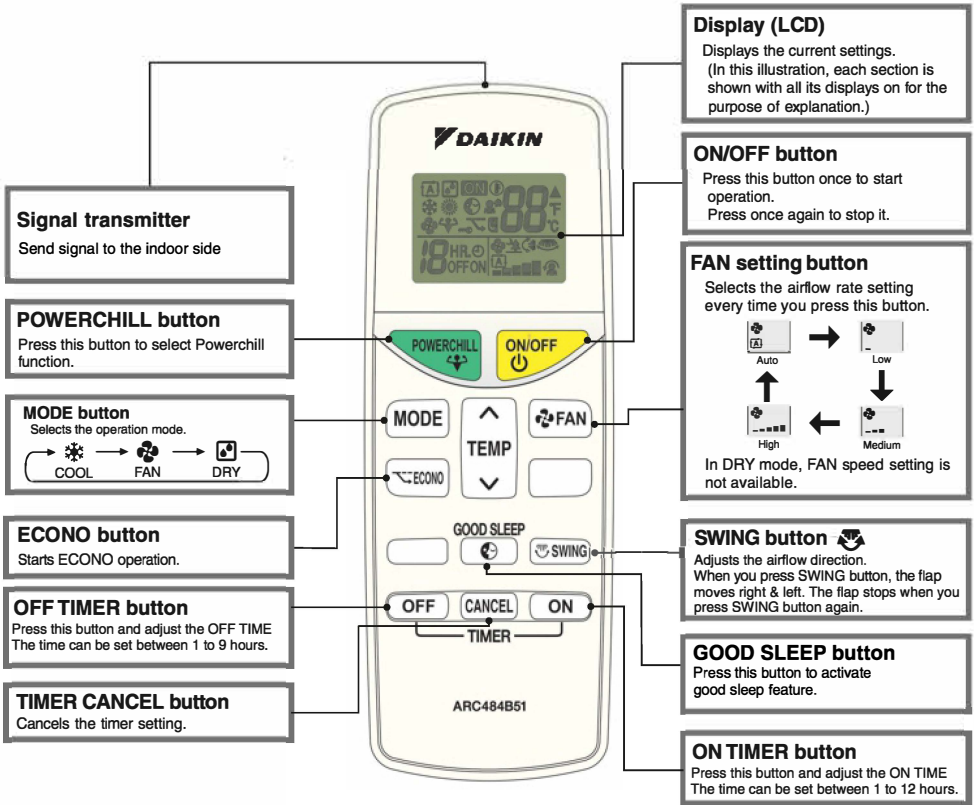 Signal transmitter
Send signal to the indoor side
POWERCHILL button
Press this button to select Powerchill
function.
MODE button
Selects the operation mode.
COOL FAN DRY
ECONO button
Starts ECONO operation.
OFF TIMER button
Press this button and adjust the OFF TIME
The time can be set between 1 to 9 hours.
TIMER CANCEL button
Cancels the timer setting.
DAIKIN
A ON 88 °F
°C
18 HR.
OFF ON
A
POWERCHILL
ON/OFF
MODE
TEMP
FAN
ECONO
GOOD SLEEP
SWING
OFF
CANCEL
ON
TIMER
ARC484B51
Display (LCD)
Displays the current settings.
(In this illustration, each section is
shown with all its displays on for the
purpose of explanation.)
ON/OFF button
Press this button once to start
operation.
Press once again to stop it.
FAN setting button
Selects the airflow rate setting
every time you press this button.
A
Auto
Low
High
Medium
In DRY mode, FAN speed setting is
not available.
SWING button
Adjusts the airflow direction.
When you press SWING button, the flap
moves right & left. The flap stops when you
press SWING button again.
GOOD SLEEP button
Press this button to activate
good sleep feature.
ON TIMER button
Press this button and adjust the ON TIME
The time can be set between 1 to 12 hours.